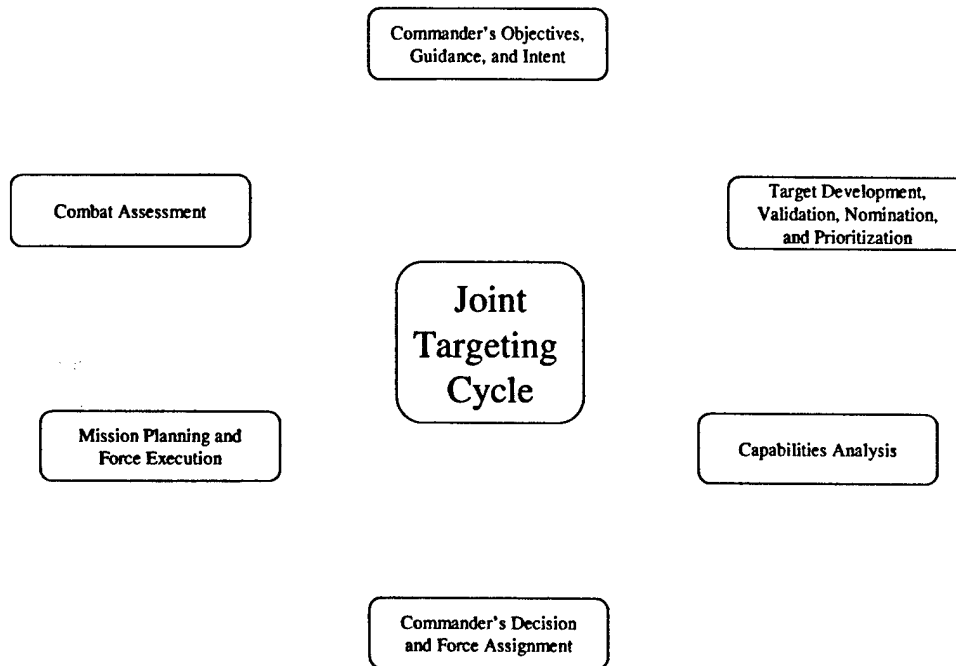 Commander's Objectives,
Guidance, and Intent
Combat Assessment
Target Development,
Validation, Nomination,
and Prioritization
Joint
Targeting
Cycle
Mission Planning and
Force Execution
Capabilities Analysis
Commander's Decision
and Force Assignment